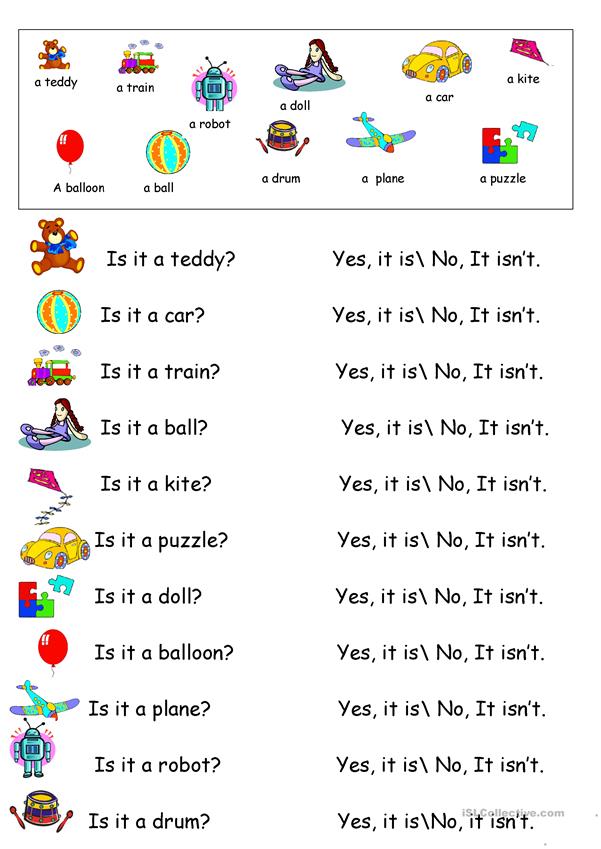 a teddy
a train
a robot
a doll
a car
a kite
A balloon
a ball
a drum
a plane
a puzzle
Is it a teddy? Yes, it is\ No, It isn't.
Is it a car? Yes, it is\ No, It isn't.
Is it a train? Yes, it is\ No, It isn't.
Is it a ball? Yes, it is\ No, It isn't.
Is it a kite? Yes, it is\ No, It isn't.
Is it a puzzle? Yes, it is\ No, It isn't.
Is it a doll? Yes, it is\ No, It isn't.
Is it a balloon? Yes, it is\ No, It isn't.
Is it a plane? Yes, it is\ No, It isn't.
Is it a robot? Yes, it is\ No, It isn't.
Is it a drum? Yes, it is\No, it isn't.
iSLCollective.com